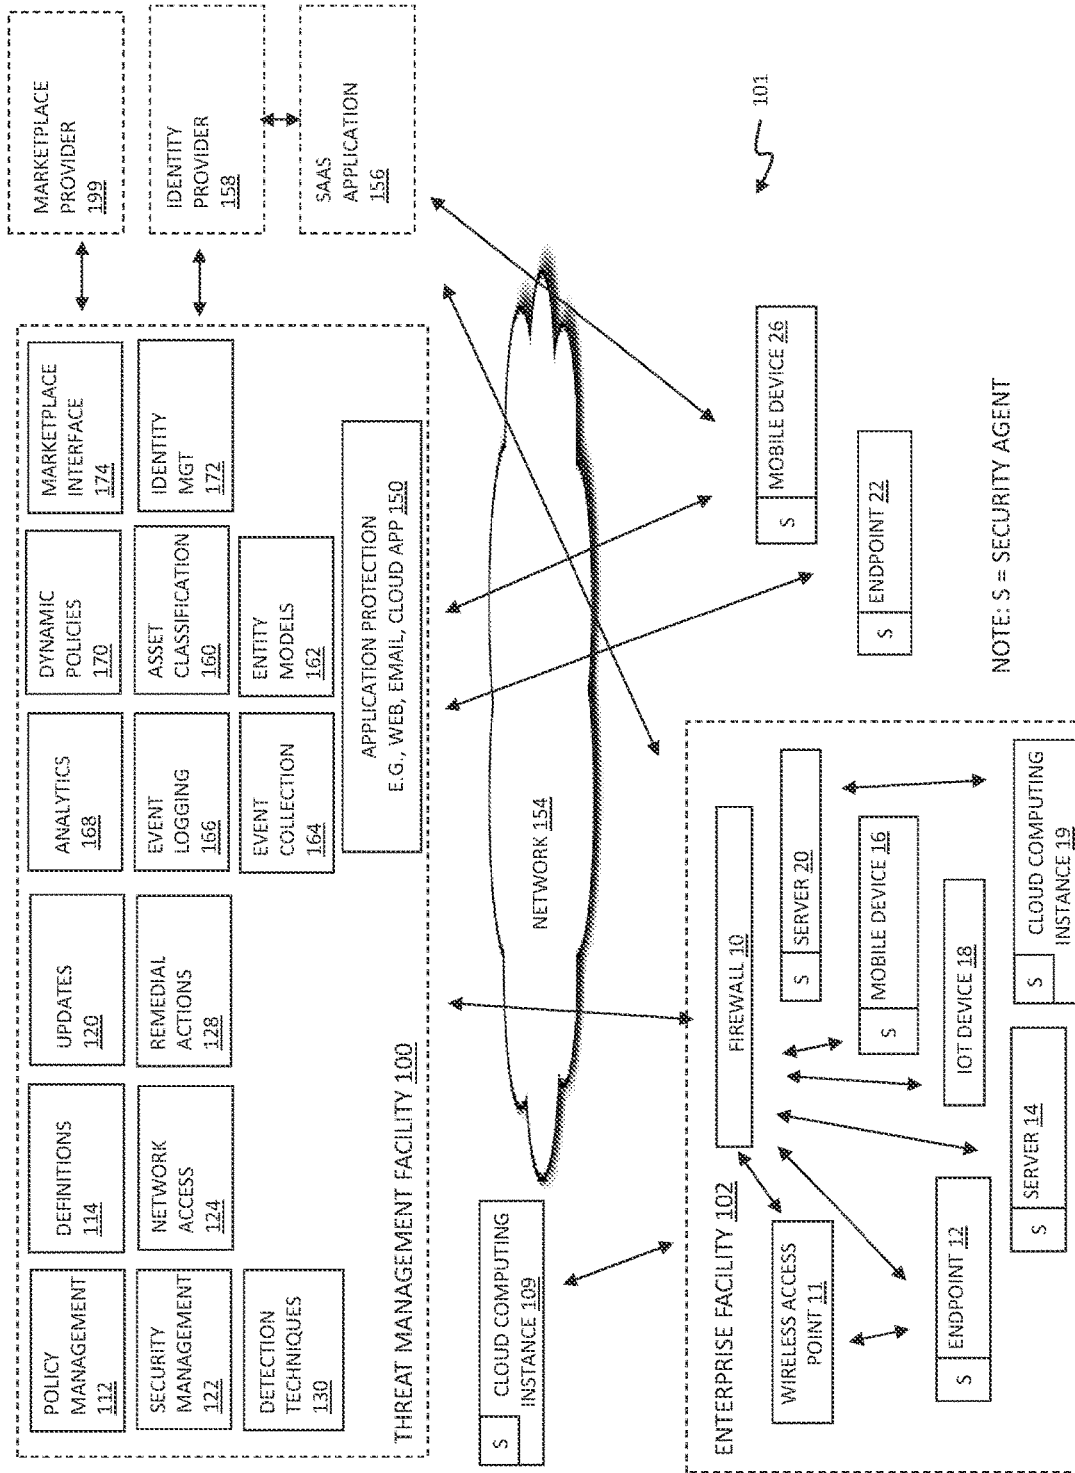 POLICY
MANAGEMENT
112
DEFINITIONS
114
UPDATES
120
ANALYTICS
168
DYNAMIC
POLICIES
170
MARKETPLACE
INTERFACE
174
MARKETPLACE
PROVIDER
199
SECURITY
MANAGEMENT
122
NETWORK
ACCESS
124
REMEDIAL
ACTIONS
128
EVENT
LOGGING
166
ASSET
CLASSIFICATION
160
IDENTITY
MGT
172
IDENTITY
PROVIDER
158
DETECTION
TECHNIQUES
130
EVENT
COLLECTION
164
ENTITY
MODELS
162
SAAS
APPLICATION
156
APPLICATION PROTECTION
E.G., WEB, EMAIL, CLOUD APP 150
THREAT MANAGEMENT FACILITY 100
S
CLOUD COMPUTING
INSTANCE 109
NETWORK 154
101
ENTERPRISE FACILITY 102
FIREWALL 10
WIRELESS ACCESS
POINT 11
S
SERVER 20
S
MOBILE DEVICE 16
S
MOBILE DEVICE 26
S
ENDPOINT 22
S
ENDPOINT 12
IOT DEVICE 18
S
SERVER 14
S
CLOUD COMPUTING
INSTANCE 19
NOTE: S = SECURITY AGENT